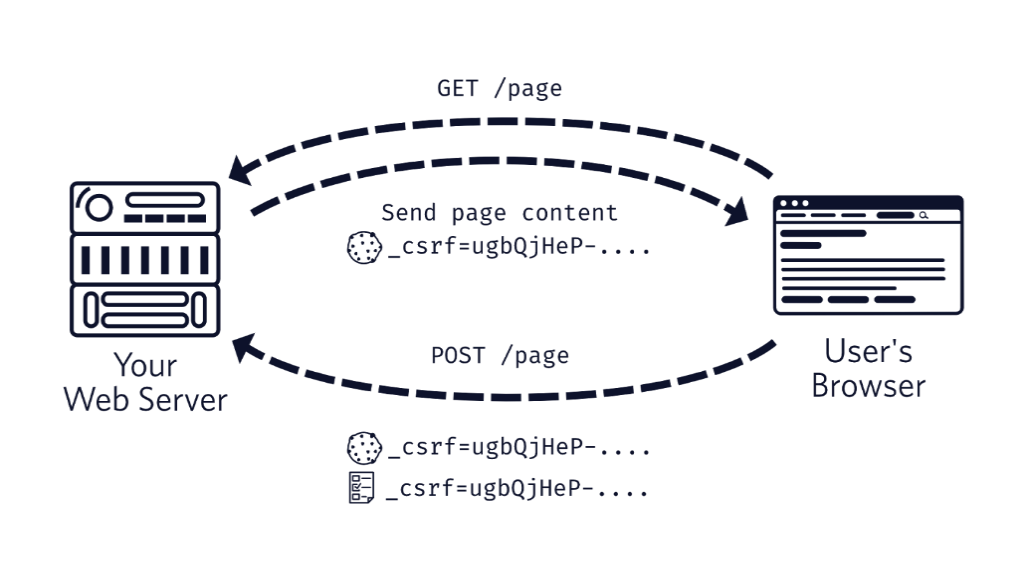 GET /page
Send page content
_csrf=ugbQjHeP-....
Your
Web Server
POST /page
User's
Browser
_csrf=ugbQjHeP-....
_csrf=ugbQjHeP-....